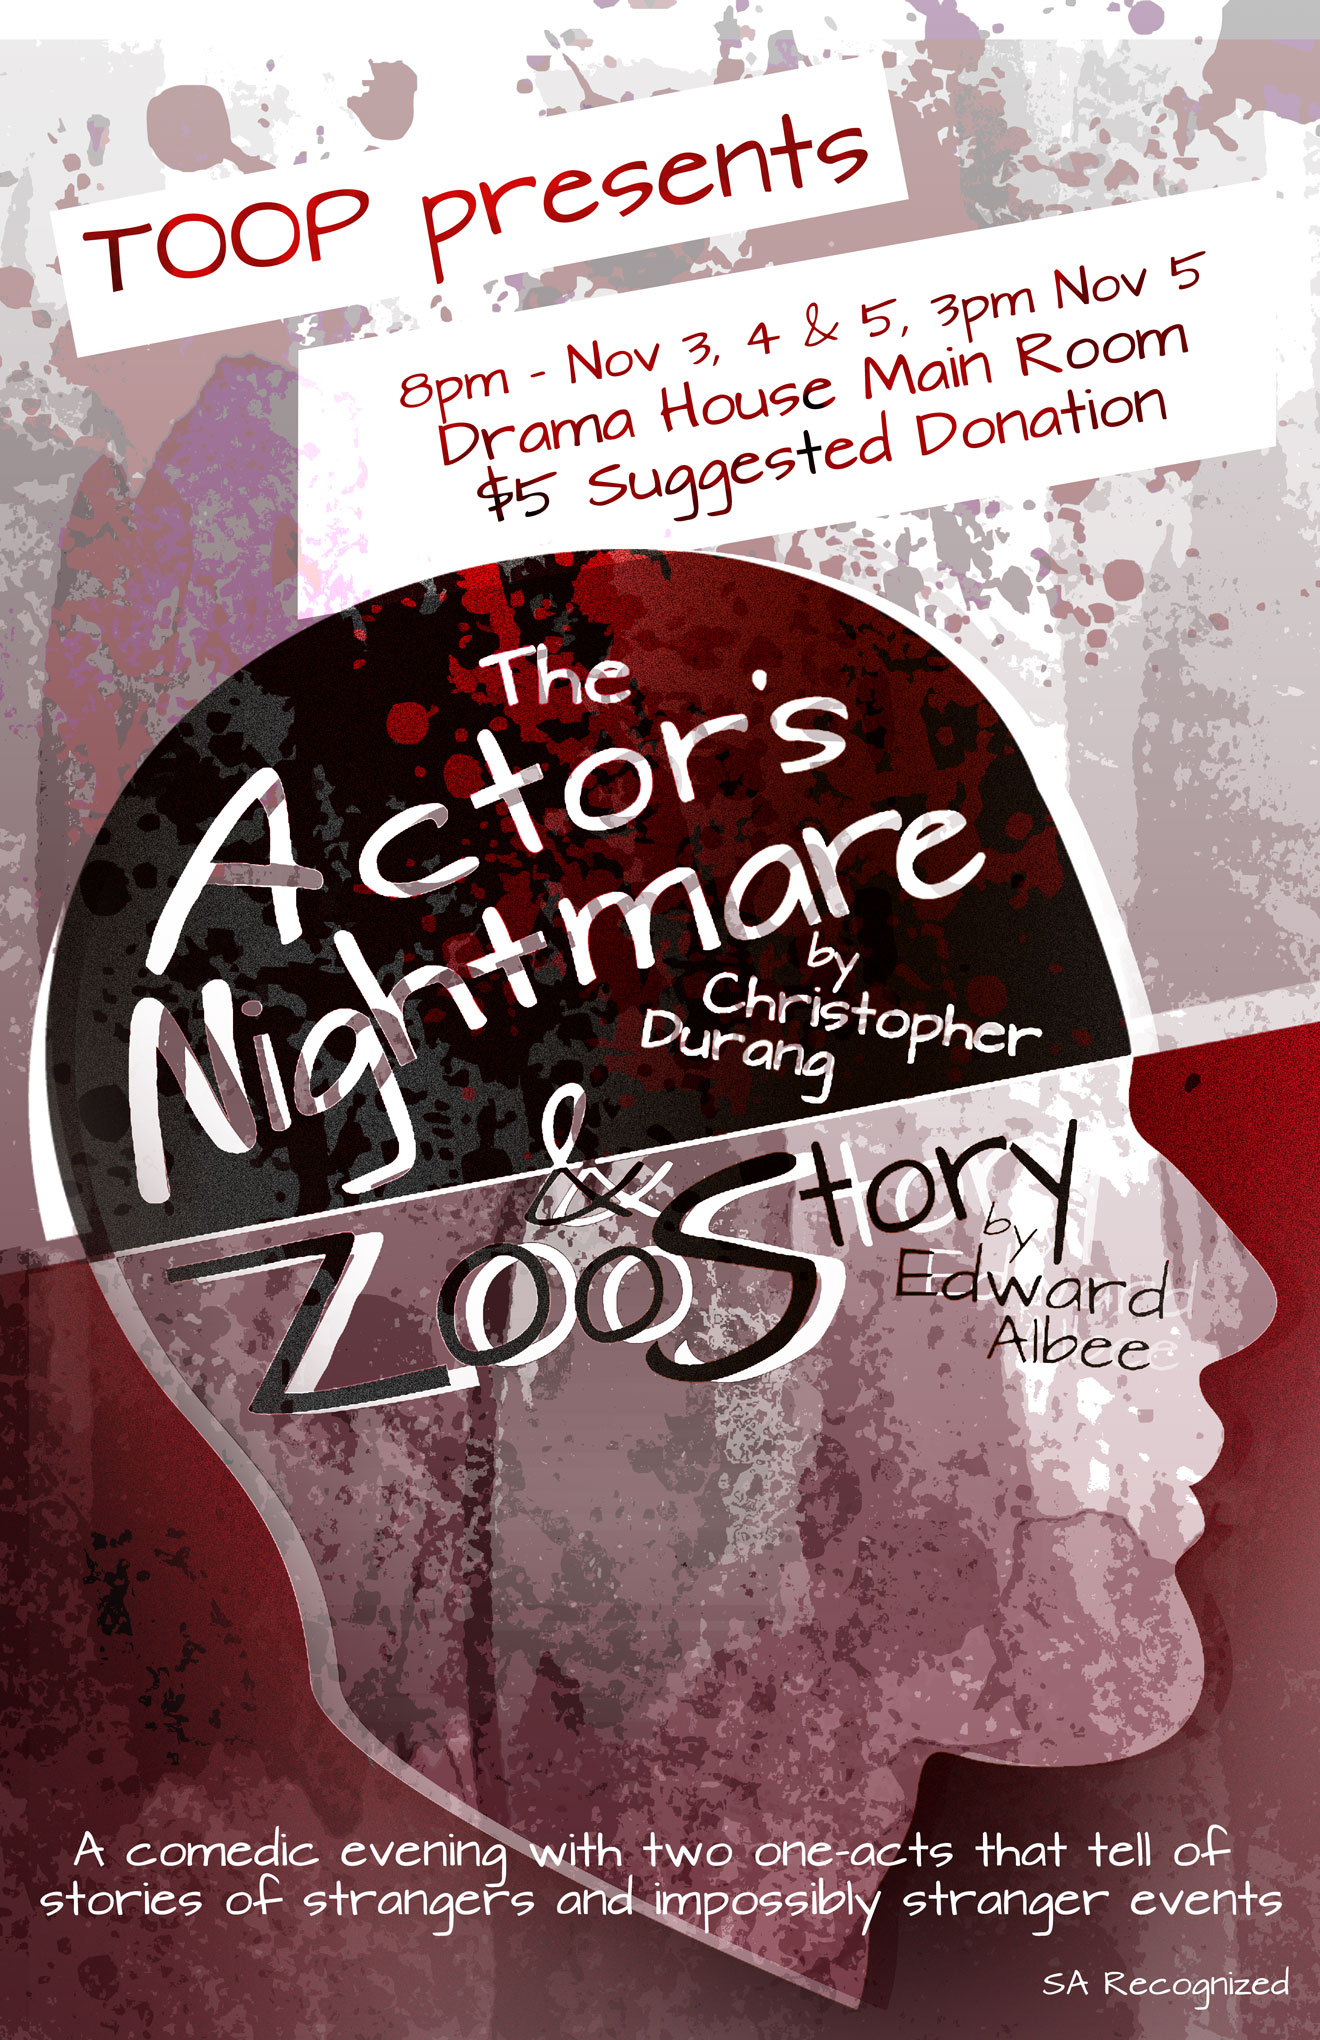 TOOP presents
8pm - Nov 3, 4 & 5, 3pm Nov 5
Drama House Main Room
$5 Suggested Donation
The
Actor's
Nightmare
by
Christopher
Durang
&
Zoo Story
by
Edward
Albee
A comedic evening with two one-acts that tell of
stories of strangers and impossibly stranger events
SA Recognized